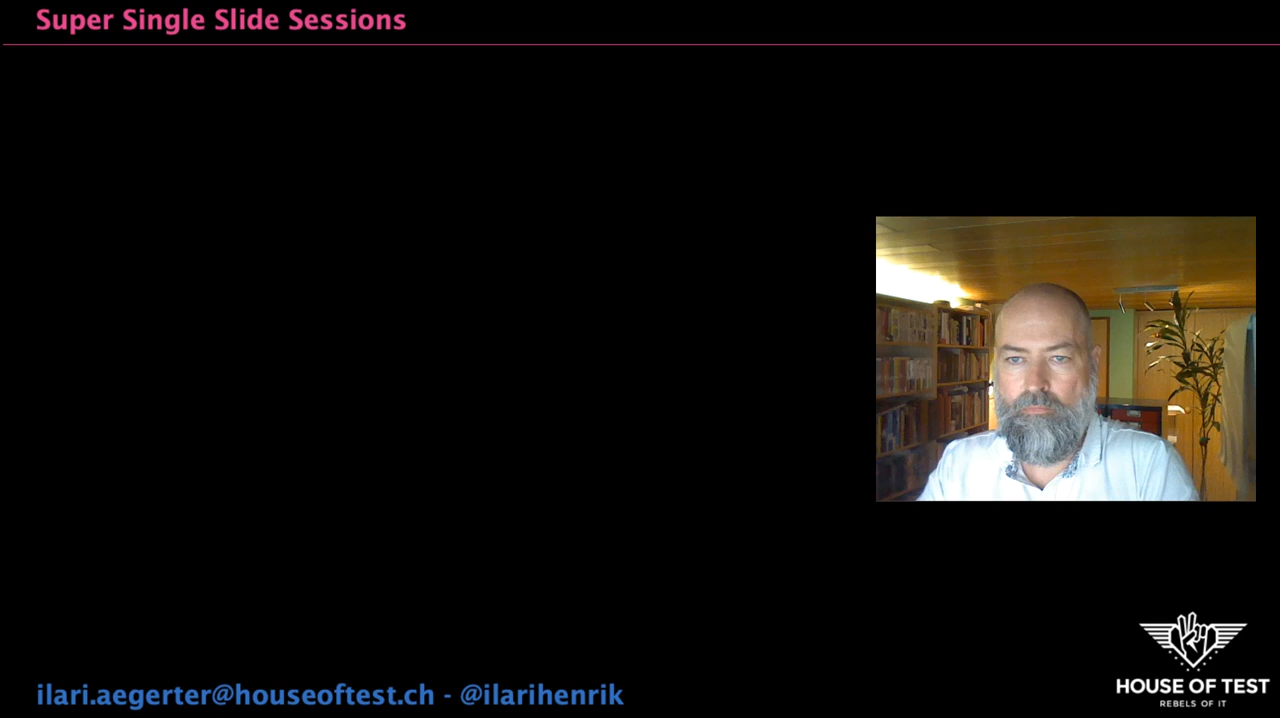 Super Single Slide Sessions
ilari.aegerter@houseoftest.ch - @ilarihenrik
HOUSE OF TEST
REBELS OF IT